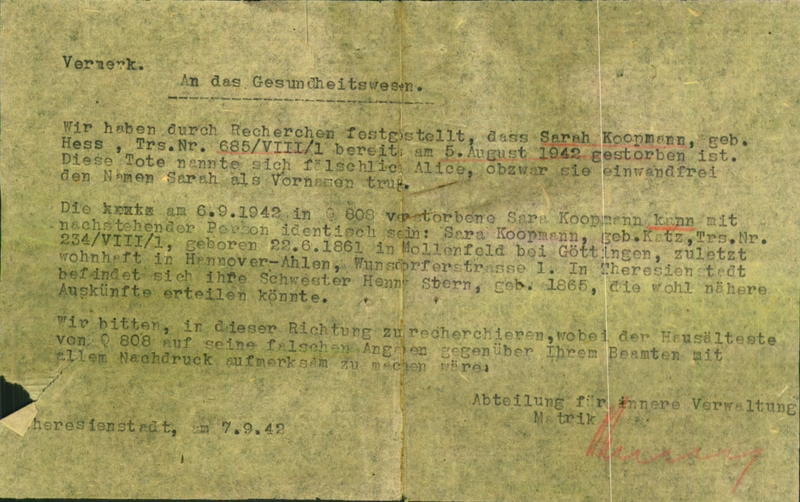 Vermerk.
An das Gesundheitswesen.
Wir haben durch Recherchen festgestellt, dass Sarah Koopmann, geb.
Hess , Trs.Nr. 685/VIII/1 bereits am 5.August 1942 gestorben ist.
Diese Tote nannte sich fälschlich Alice, obzwar sie einwandfrei
den Namen Sarah als Vornamen trug.
Die am 6.9.1942 in Q 808 verstorbene Sara Koopmann kann mit
nachstehender Person identisch sein: Sara Koopmann, geb.Katz,Trs.Nr.
234/VIII/1, geboren 22.6.1861 in Mollenfeld bei Göttingen, zuletzt
wohnhaft in Hannover-Ahlen, Wunsdorferstrasse 1. In Theresienstadt
befindet sich ihre Schwester Henny Stern, geb. 1865, die wohl nähere
Auskünfte erteilen könnte.
Wir bitten, in dieser Richtung zu recherchieren,wobei der Hausälteste
von Q 808 auf seine falschen Angaben gegenüber Ihrem Beamten mit
allem Nachdruck aufmerksam zu machen wäre.
Abteilung für innere Verwaltung
Matrik
heresienstadt, am 7.9.42